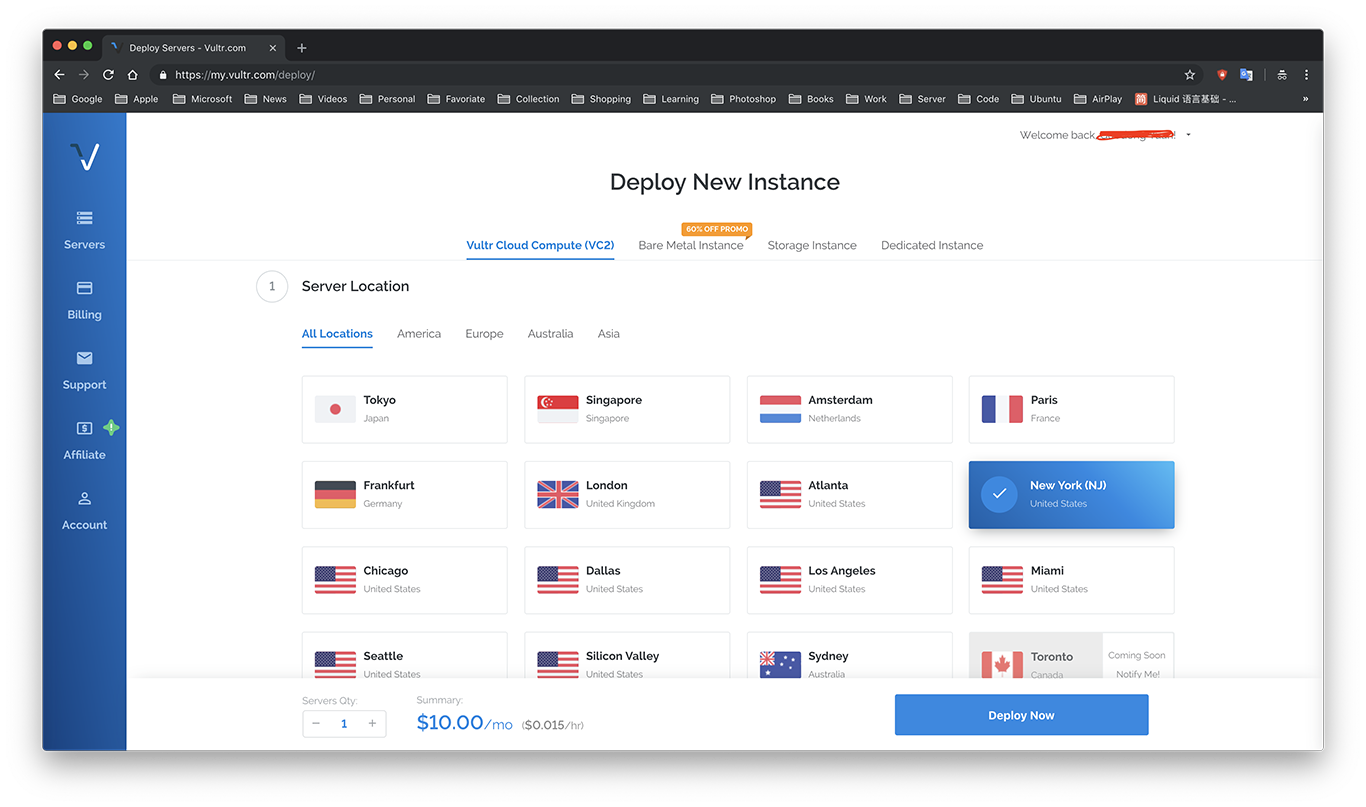 Deploy Servers - Vultr.com
https://my.vultr.com/deploy/
Google Apple Microsoft News Videos Personal Favoriate Collection Shopping Learning Photoshop Books Work Server Code Ubuntu AirPlay 简 Liquid 语言基础 - ... »
Welcome back,
Deploy New Instance
60% OFF PROMO
Vultr Cloud Compute (VC2) Bare Metal Instance Storage Instance Dedicated Instance
Servers
Billing
Support
Affiliate
Account
1 Server Location
All Locations America Europe Australia Asia
Tokyo
Japan
Singapore
Singapore
Amsterdam
Netherlands
Paris
France
Frankfurt
Germany
London
United Kingdom
Atlanta
United States
New York (NJ)
United States
Chicago
United States
Dallas
United States
Los Angeles
United States
Miami
United States
Seattle
United States
Silicon Valley
United States
Sydney
Australia
Toronto
Canada
Coming Soon
Notify Me!
Servers Qty:
− 1 +
Summary:
$10.00/mo ($0.015/hr)
Deploy Now